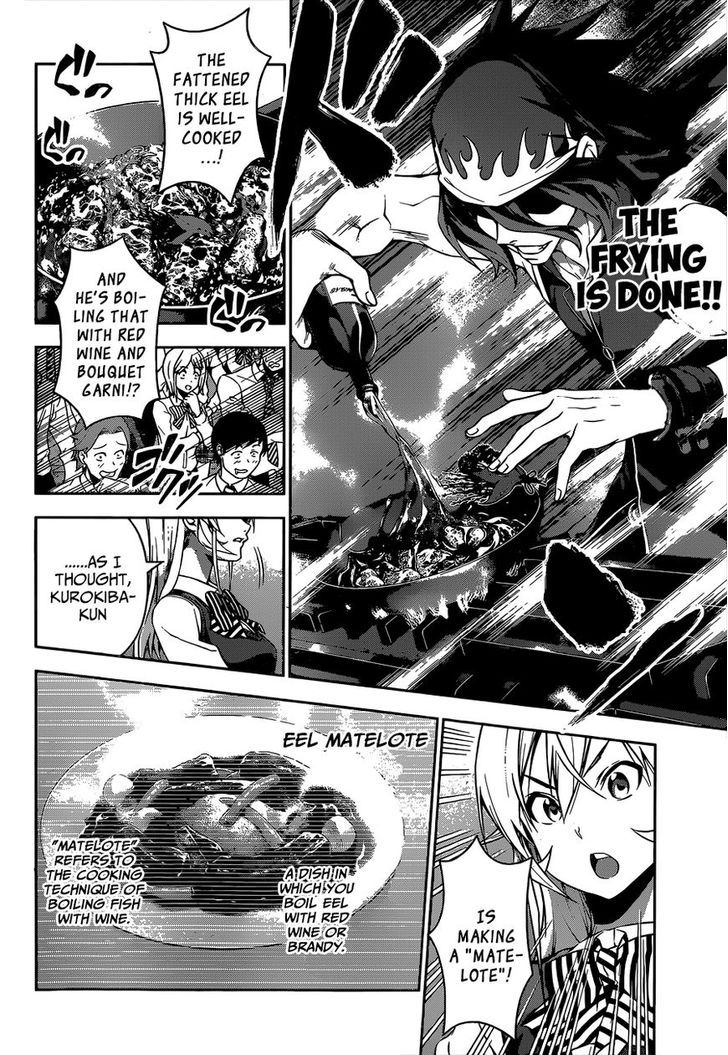 THE
FRYING
IS DONE!!
THE
FATTENED
THICK EEL
IS WELL-
COOKED
...!
AND
HE'S BOI-
LING THAT
WITH RED
WINE AND
BOUQUET
GARNI!?
......AS I
THOUGHT,
KUROKIBA-
KUN
IS
MAKING
A "MATE-
LOTE"!
EEL MATELOTE
A DISH IN
WHICH YOU
BOIL EEL
WITH RED
WINE OR
BRANDY.
"MATELOTE"
REFERS TO
THE COOKING
TECHNIQUE OF
BOILING FISH
WITH WINE.